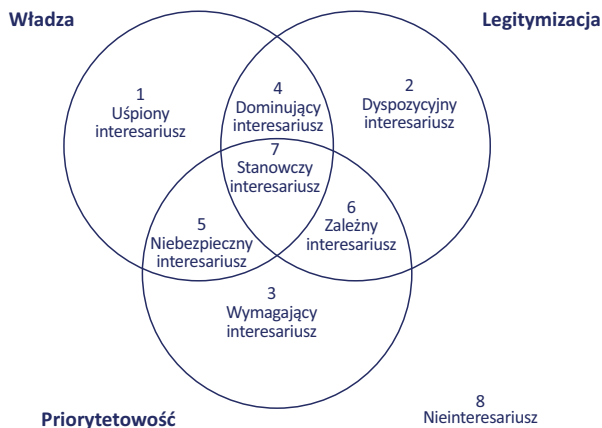 Władza
Legitymizacja
1
Uśpiony
interesariusz
4
Dominujący
interesariusz
2
Dyspozycyjny
interesariusz
7
Stanowczy
interesariusz
5
Niebezpieczny
interesariusz
6
Zależny
interesariusz
3
Wymagający
interesariusz
Priorytetowość
8
Nieinteresariusz